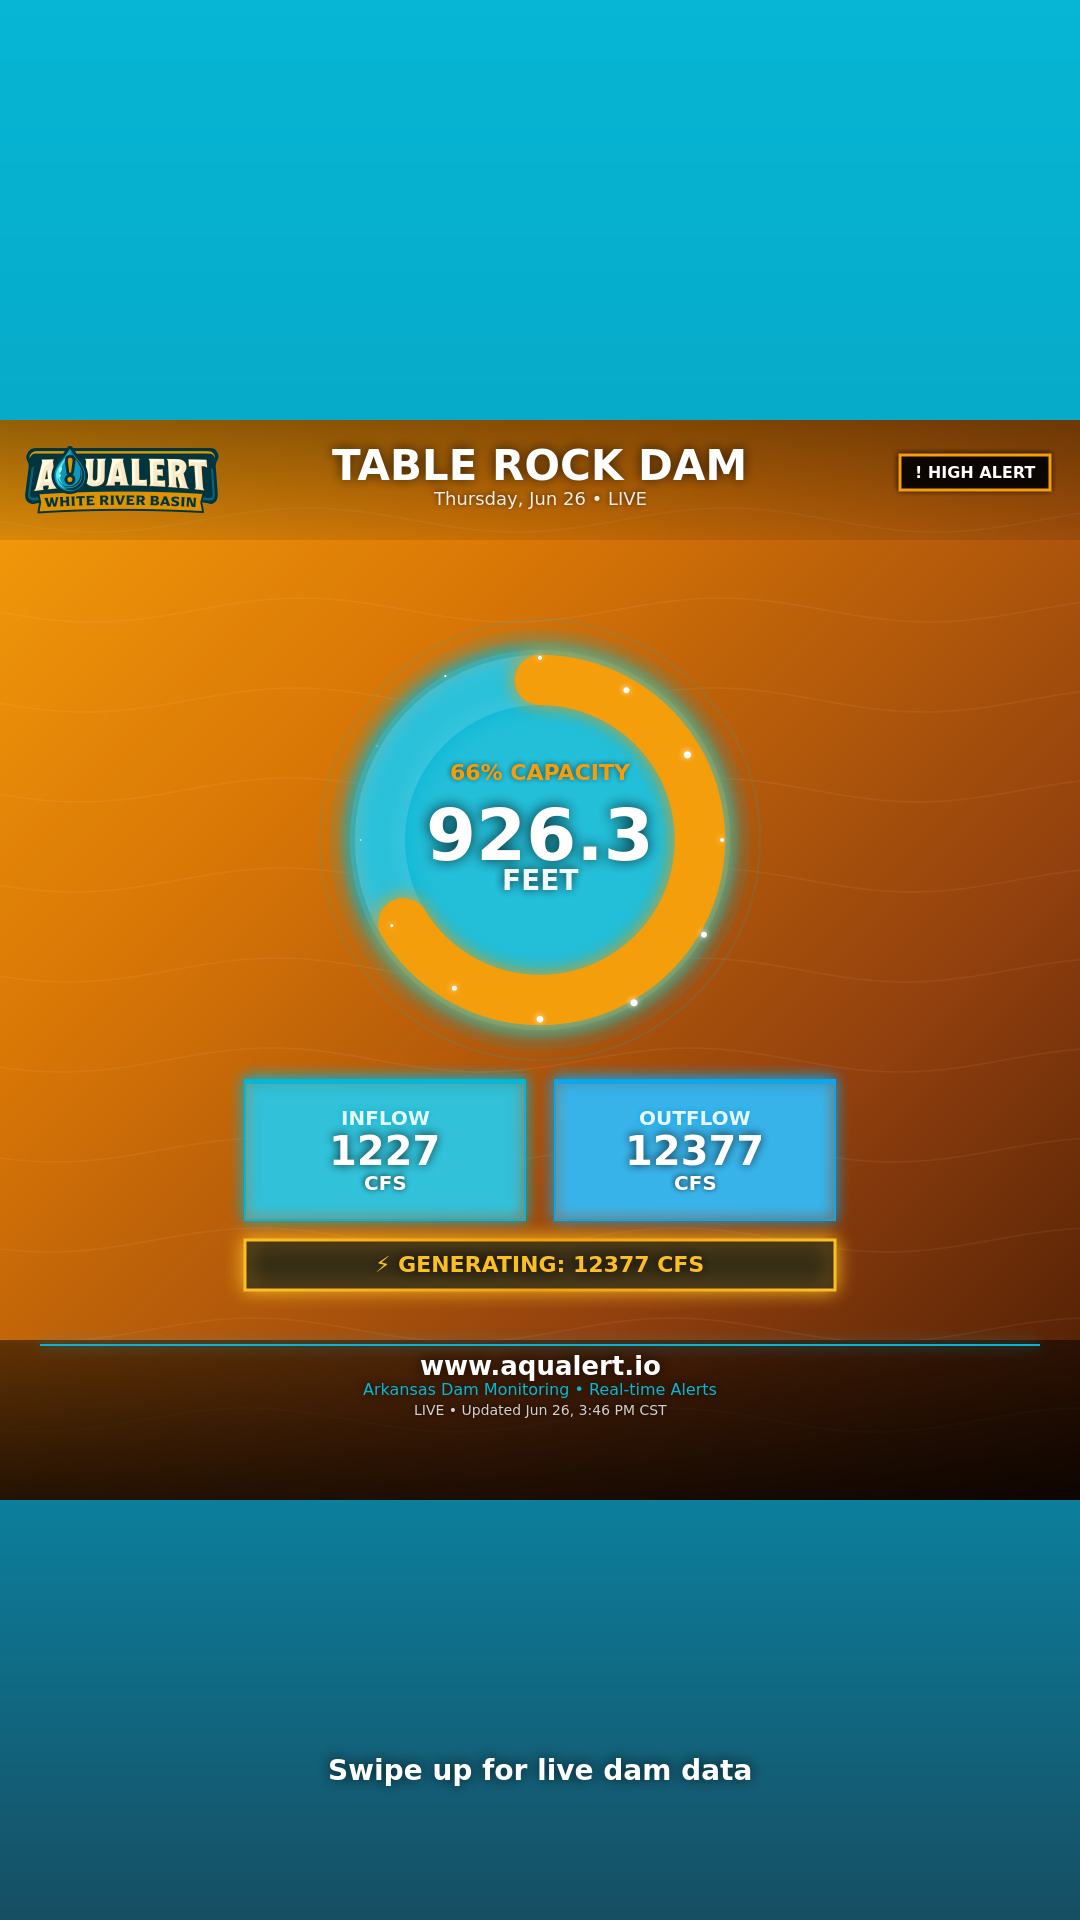 AQUALERT
WHITE RIVER BASIN
TABLE ROCK DAM
Thursday, Jun 26 • LIVE
! HIGH ALERT
66% CAPACITY
926.3
FEET
INFLOW
1227
CFS
OUTFLOW
12377
CFS
⚡ GENERATING: 12377 CFS
www.aqualert.io
Arkansas Dam Monitoring • Real-time Alerts
LIVE • Updated Jun 26, 3:46 PM CST
Swipe up for live dam data